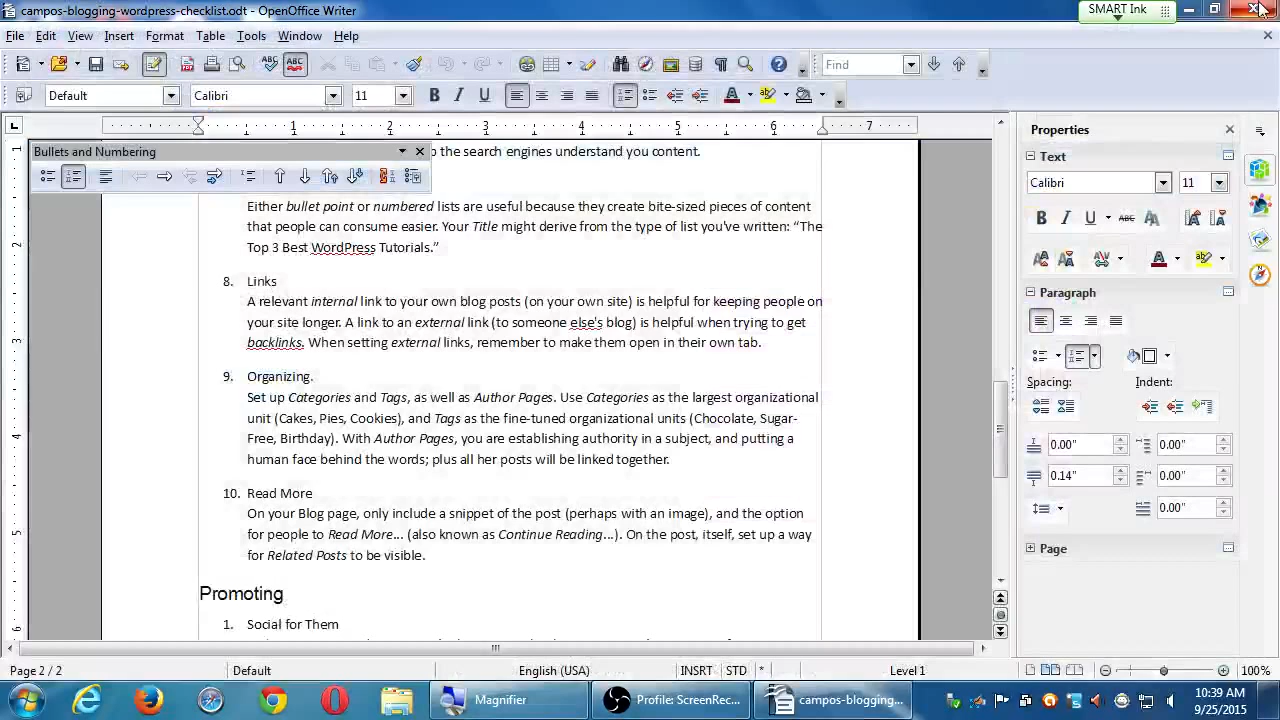 campos-blogging-wordpress-checklist.odt - OpenOffice Writer
SMART Ink
File Edit View Insert Format Table Tools Window Help
Find
Default Calibri 11
1 2 3 4 5 6 7
Properties
Bullets and Numbering
Text
Calibri 11
Paragraph
Spacing: Indent:
0.00" 0.00"
0.14" 0.00"
0.00"
Page
p the search engines understand you content.
Either bullet point or numbered lists are useful because they create bite-sized pieces of content
that people can consume easier. Your Title might derive from the type of list you've written: “The
Top 3 Best WordPress Tutorials.”
8. Links
A relevant internal link to your own blog posts (on your own site) is helpful for keeping people on
your site longer. A link to an external link (to someone else's blog) is helpful when trying to get
backlinks. When setting external links, remember to make them open in their own tab.
9. Organizing.
Set up Categories and Tags, as well as Author Pages. Use Categories as the largest organizational
unit (Cakes, Pies, Cookies), and Tags as the fine-tuned organizational units (Chocolate, Sugar-
Free, Birthday). With Author Pages, you are establishing authority in a subject, and putting a
human face behind the words; plus all her posts will be linked together.
10. Read More
On your Blog page, only include a snippet of the post (perhaps with an image), and the option
for people to Read More... (also known as Continue Reading...). On the post, itself, set up a way
for Related Posts to be visible.
Promoting
1. Social for Them
Page 2 / 2 Default English (USA) INSRT STD * Level 1 100%
Magnifier Profile: ScreenRec... campos-blogging-... 10:39 AM
9/25/2015